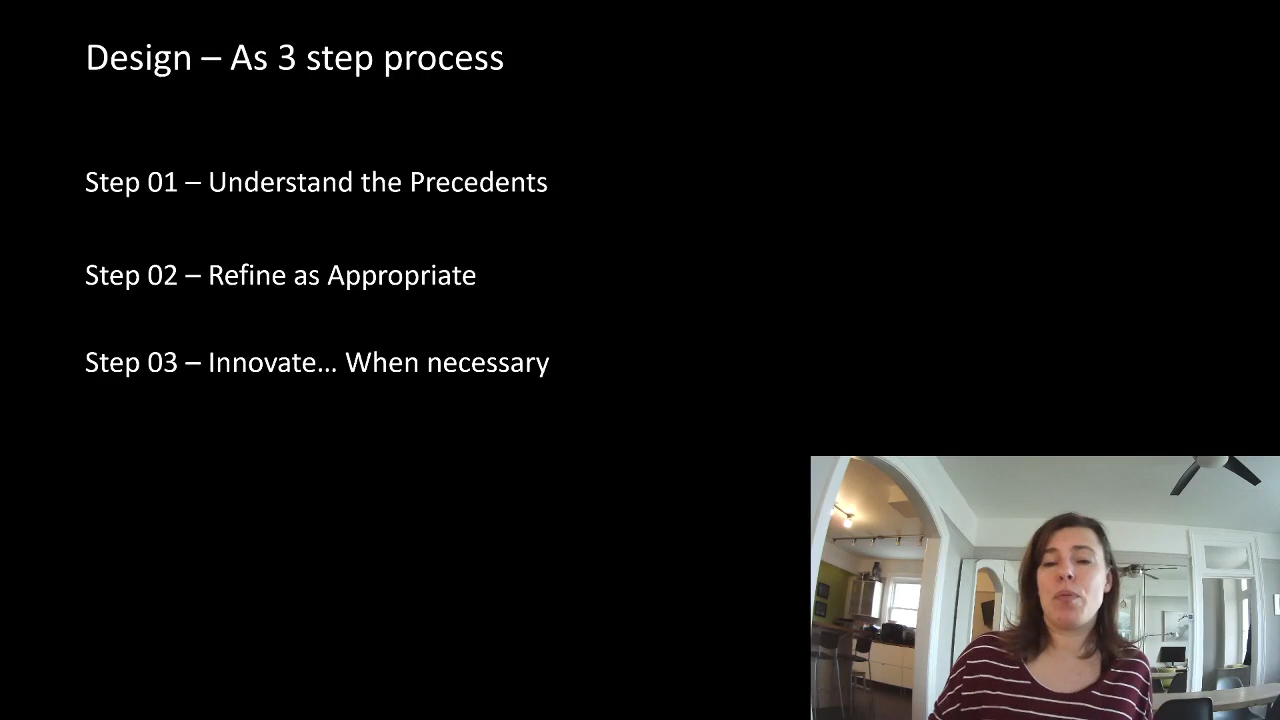 Design – As 3 step process
Step 01 – Understand the Precedents
Step 02 – Refine as Appropriate
Step 03 – Innovate... When necessary